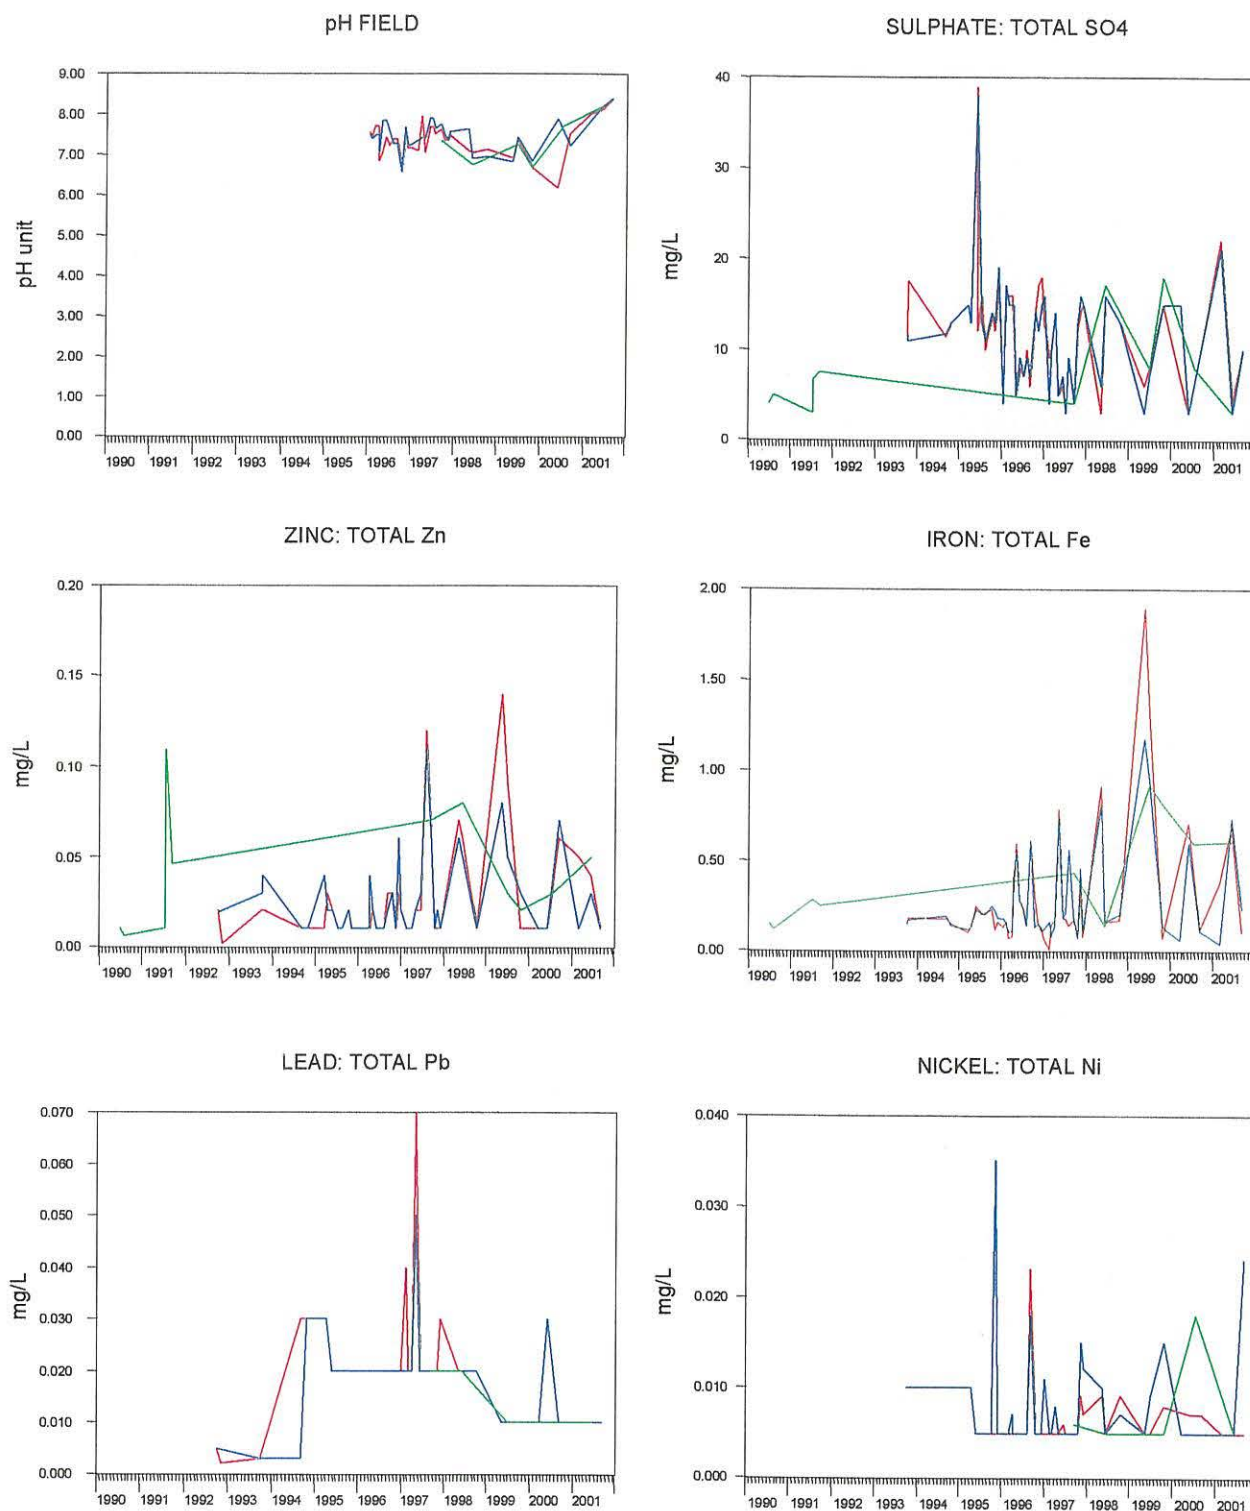 pH FIELD
9.00
8.00
7.00
6.00
5.00
4.00
3.00
2.00
1.00
0.00
pH unit
1990 1991 1992 1993 1994 1995 1996 1997 1998 1999 2000 2001
SULPHATE: TOTAL SO4
40
30
20
10
0
mg/L
1990 1991 1992 1993 1994 1995 1996 1997 1998 1999 2000 2001
ZINC: TOTAL Zn
0.20
0.15
0.10
0.05
0.00
mg/L
1990 1991 1992 1993 1994 1995 1996 1997 1998 1999 2000 2001
IRON: TOTAL Fe
2.00
1.50
1.00
0.50
0.00
mg/L
1990 1991 1992 1993 1994 1995 1996 1997 1998 1999 2000 2001
LEAD: TOTAL Pb
0.070
0.060
0.050
0.040
0.030
0.020
0.010
0.000
mg/L
1990 1991 1992 1993 1994 1995 1996 1997 1998 1999 2000 2001
NICKEL: TOTAL Ni
0.040
0.030
0.020
0.010
0.000
mg/L
1990 1991 1992 1993 1994 1995 1996 1997 1998 1999 2000 2001